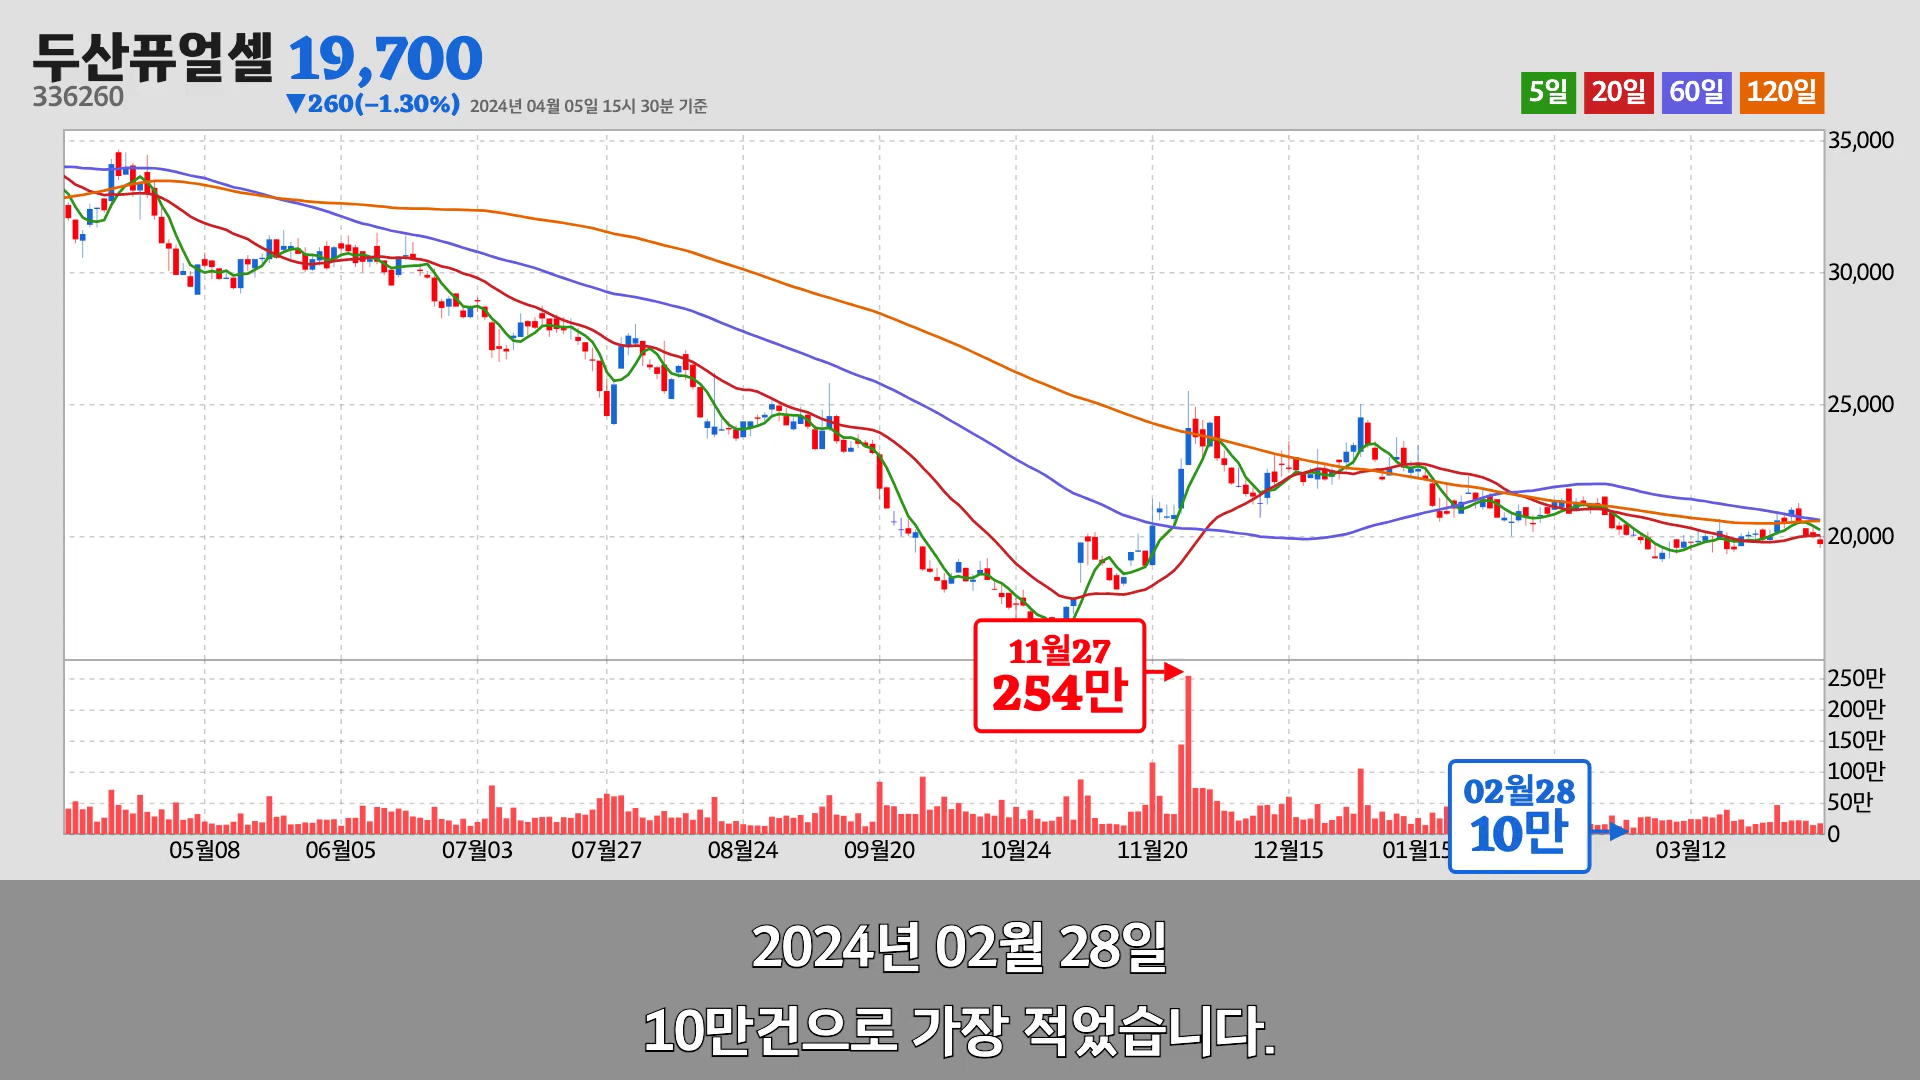 두산퓨얼셀 19,700
336260
▼260(−1.30%) 2024년 04월 05일 15시 30분 기준
5일 20일 60일 120일
35,000
30,000
25,000
20,000
11월27
254만
250만
200만
150만
100만
50만
0
02월28
10만
05월08 06월05 07월03 07월27 08월24 09월20 10월24 11월20 12월15 01월15 03월12
2024년 02월 28일
10만건으로 가장 적었습니다.